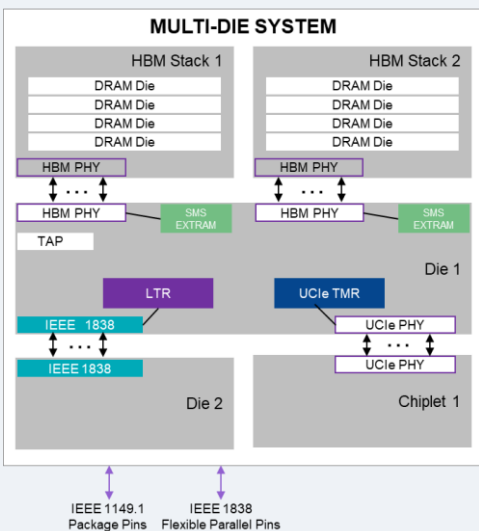 MULTI-DIE SYSTEM
HBM Stack 1
DRAM Die
DRAM Die
DRAM Die
DRAM Die
HBM PHY
HBM Stack 2
DRAM Die
DRAM Die
DRAM Die
DRAM Die
HBM PHY
...
...
HBM PHY
SMS
EXTRAM
HBM PHY
SMS
EXTRAM
TAP
Die 1
LTR
UCIe TMR
IEEE 1838
UCIe PHY
...
...
IEEE 1838
UCIe PHY
Die 2
Chiplet 1
IEEE 1149.1
Package Pins
IEEE 1838
Flexible Parallel Pins